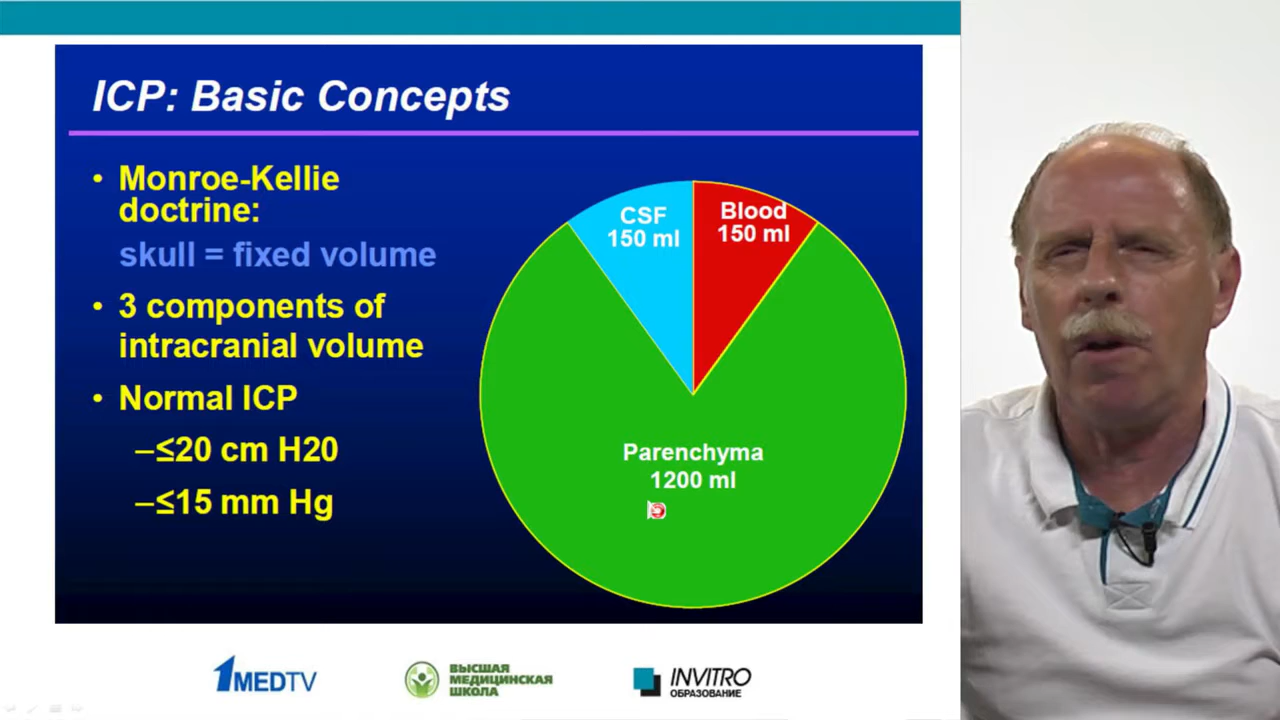 ICP: Basic Concepts
• Monroe-Kellie
doctrine:
skull = fixed volume
• 3 components of
intracranial volume
• Normal ICP
–≤20 cm H20
–≤15 mm Hg
CSF
150 ml
Blood
150 ml
Parenchyma
1200 ml
1MEDTV
ВЫСШАЯ
МЕДИЦИНСКАЯ
ШКОЛА
INVITRO
ОБРАЗОВАНИЕ